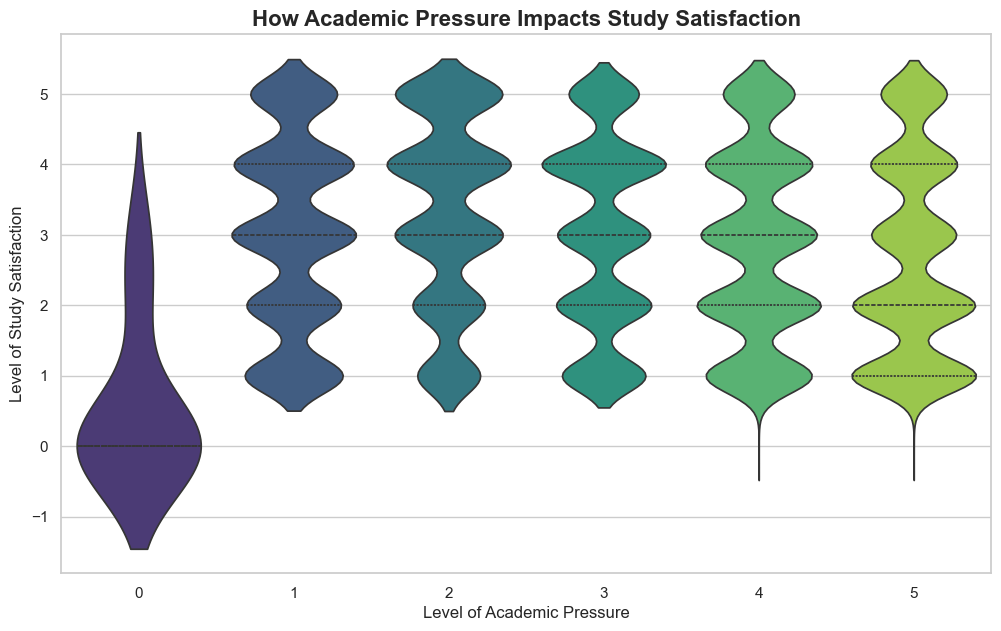 How Academic Pressure Impacts Study Satisfaction
Level of Study Satisfaction
5
4
3
2
1
0
−1
0 1 2 3 4 5
Level of Academic Pressure